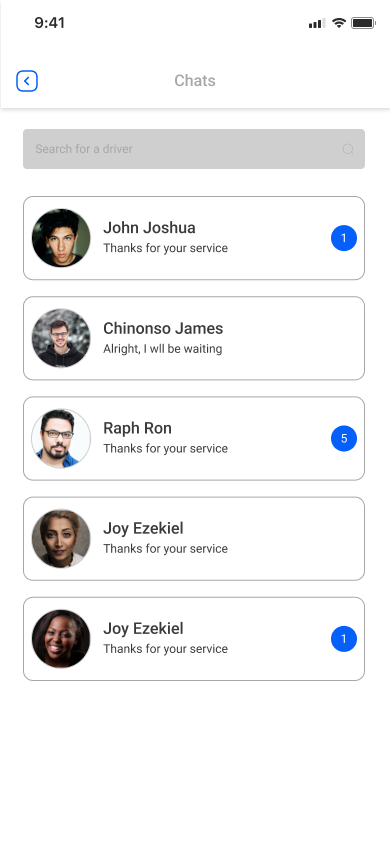 9:41
Chats
Search for a driver
John Joshua
Thanks for your service
1
Chinonso James
Alright, I wll be waiting
Raph Ron
Thanks for your service
5
Joy Ezekiel
Thanks for your service
Joy Ezekiel
Thanks for your service
1